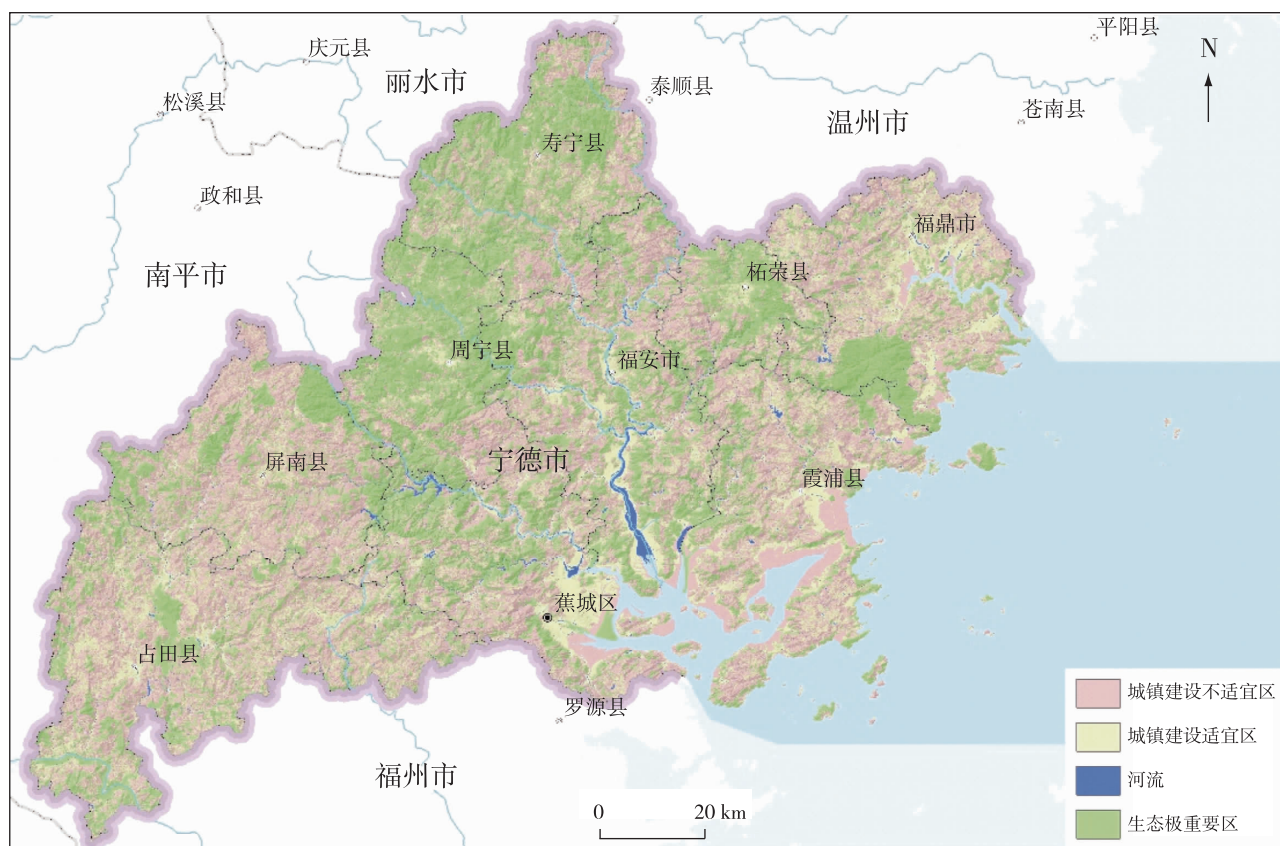 平阳县
N
庆元县
丽水市
泰顺县
松溪县
苍南县
温州市
寿宁县
政和县
福鼎市
南平市
柘荣县
周宁县
福安市
屏南县
宁德市
霞浦县
蕉城区
占田县
罗源县
福州市
城镇建设不适宜区
城镇建设适宜区
河流
生态极重要区
0
20 km